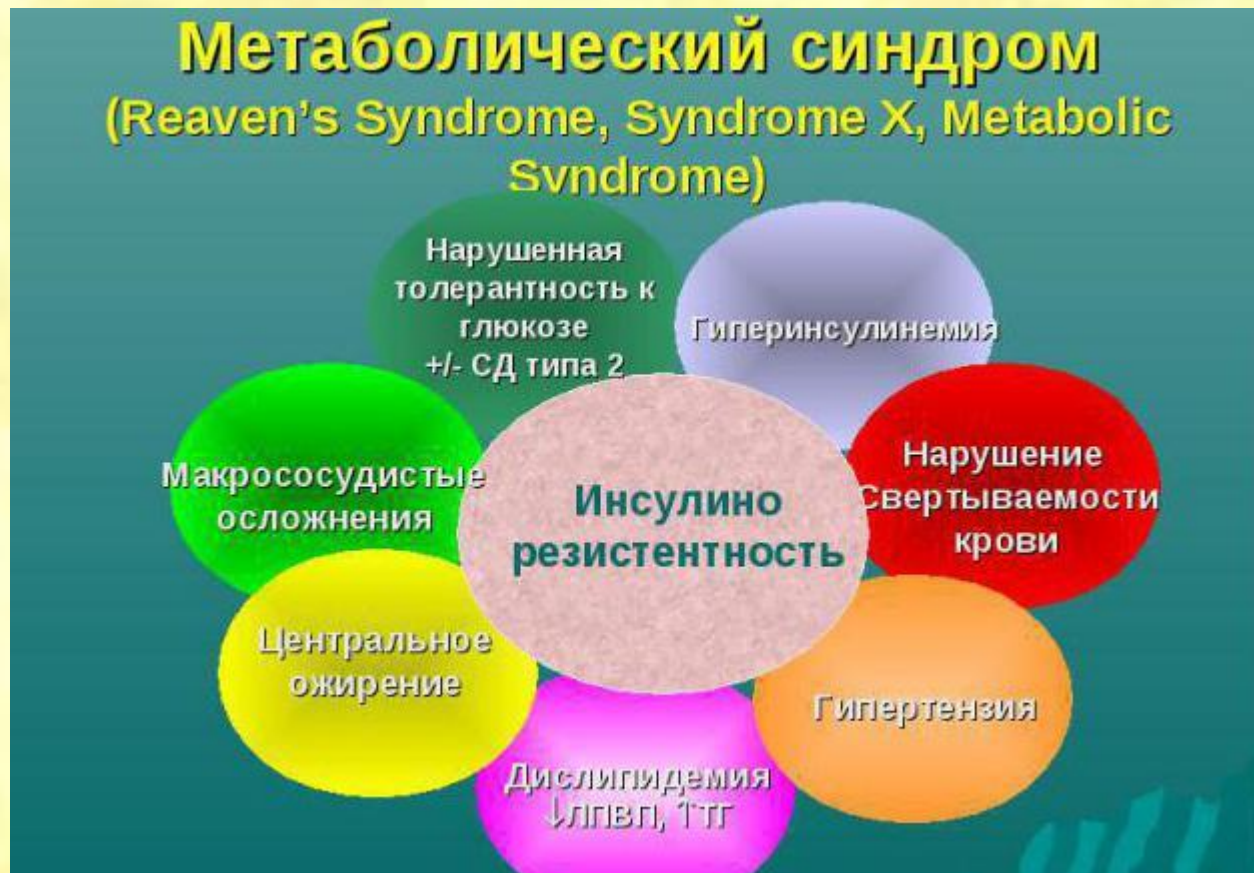 Метаболический синдром
(Reaven's Syndrome, Syndrome X, Metabolic
Syndrome)
Нарушенная
толерантность к
глюкозе
+/- СД типа 2
Гиперинсулинемия
Макрососудистые
осложнения
Инсулино
резистентность
Нарушение
Свертываемости
крови
Центральное
ожирение
Гипертензия
Дислипидемия
↓ЛПВП, ↑ТГ